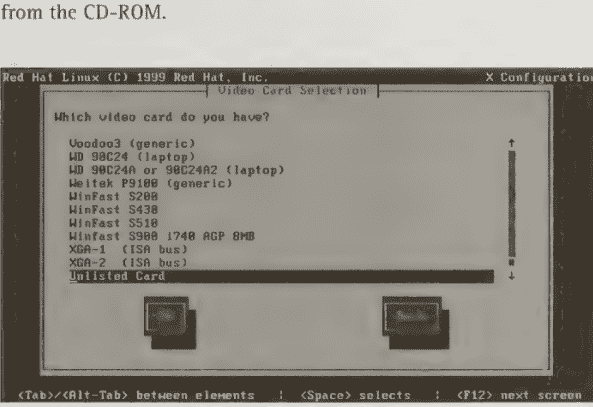 from the CD-ROM.
Red Hat Linux (C) 1999 Red Hat, Inc. X Configuration
Video Card Selection
Which video card do you have?
Voodoo3 (generic)
WD 90C24 (laptop)
WD 90C24A or 90C24A2 (laptop)
Weitek P9100 (generic)
WinFast S200
WinFast S430
WinFast S510
WinFast S900 i740 AGP 8MB
XGA-1 (ISA bus)
XGA-2 (ISA bus)
Unlisted Card
<Tab>/<Alt-Tab> between elements | <Space> selects | <F12> next screen